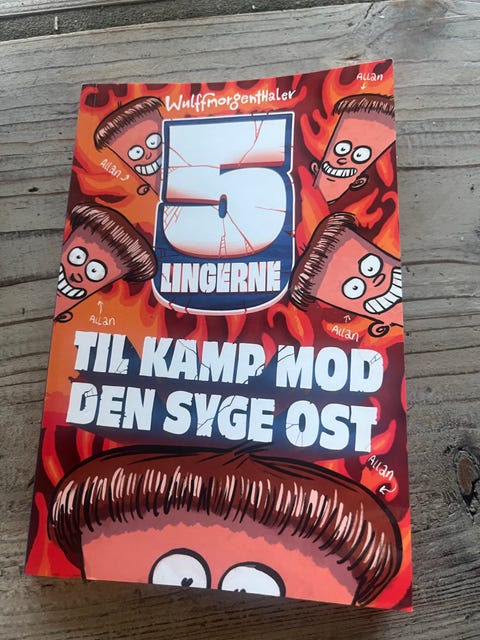 Wulffmorgenthaler
Allan
Allan
5
LINGERNE
Allan
Allan
TIL KAMP MOD
DEN SYGE OST
Allan